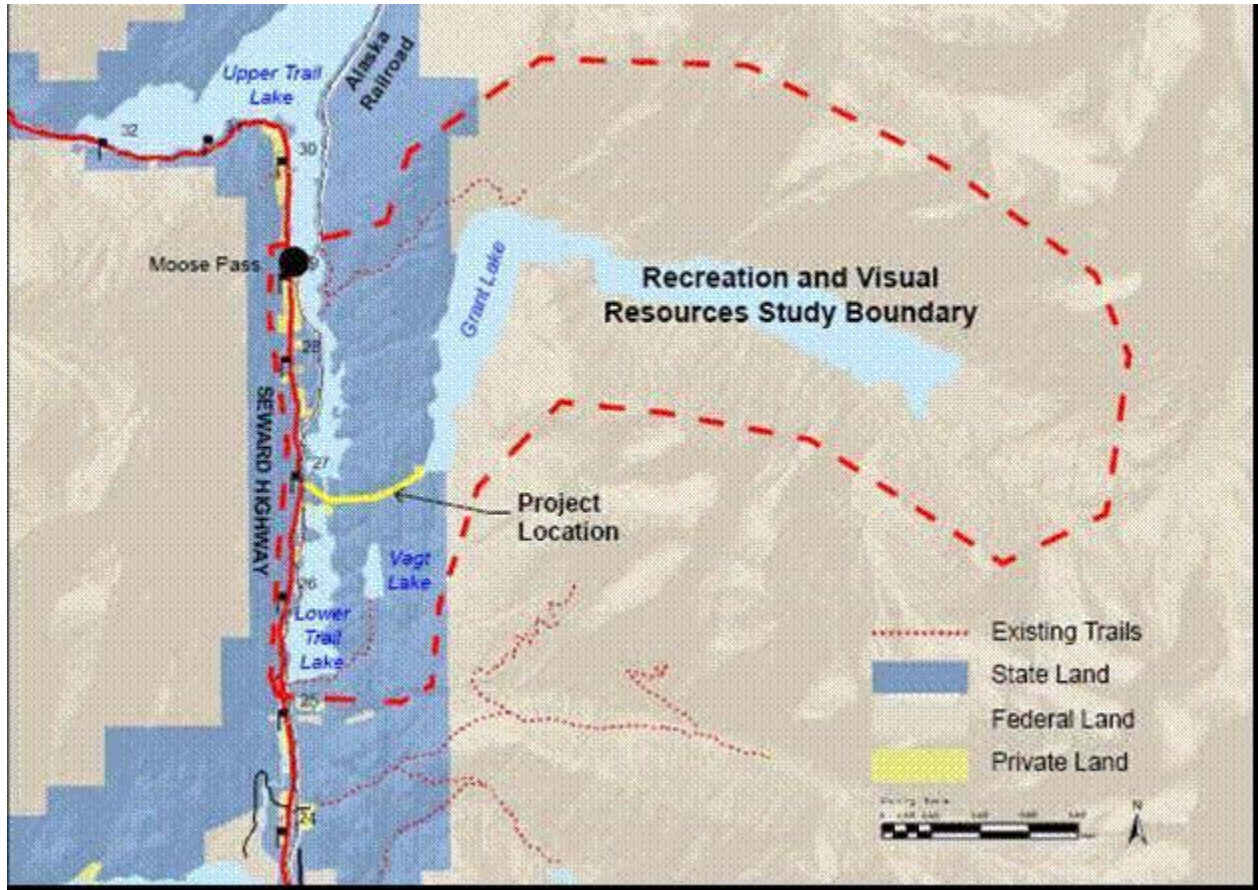 Upper Trail
Lake
Alaska
Railroad
32
30
Moose Pass
Grant Lake
Recreation and Visual
Resources Study Boundary
28
SEWARD HIGHWAY
27
Project
Location
Vagt
Lake
26
Lower
Trail
Lake
25
24
Existing Trails
State Land
Federal Land
Private Land
N